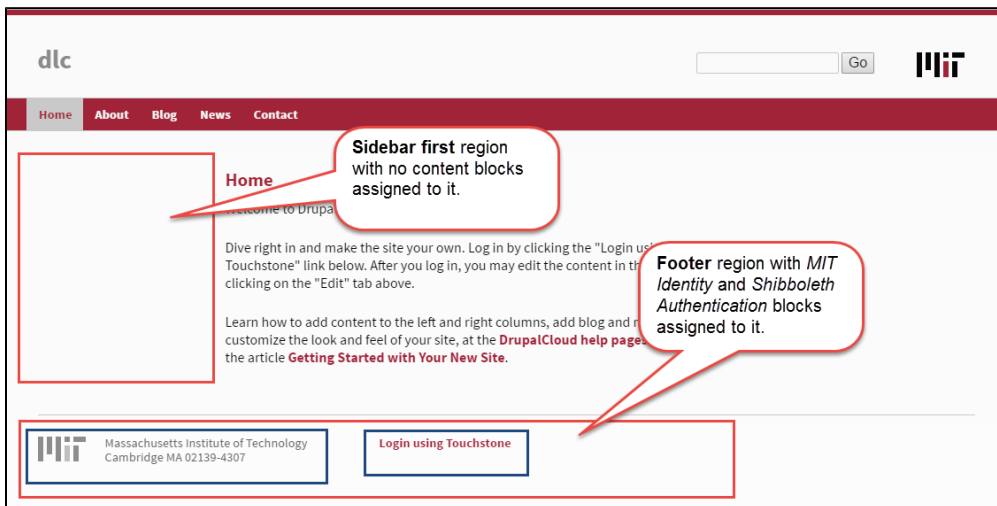 dlc
Go
MIT
Home About Blog News Contact
Sidebar first region
with no content blocks
assigned to it.
Home
Welcome to Drupal
Dive right in and make the site your own. Log in by clicking the "Login
Touchstone" link below. After you log in, you may edit the content in
clicking on the "Edit" tab above.
Learn how to add content to the left and right columns, add blog and
customize the look and feel of your site, at the DrupalCloud help pages
the article Getting Started with Your New Site.
Footer region with MIT
Identity and Shibboleth
Authentication blocks
assigned to it.
MIT
Massachusetts Institute of Technology
Cambridge MA 02139-4307
Login using Touchstone